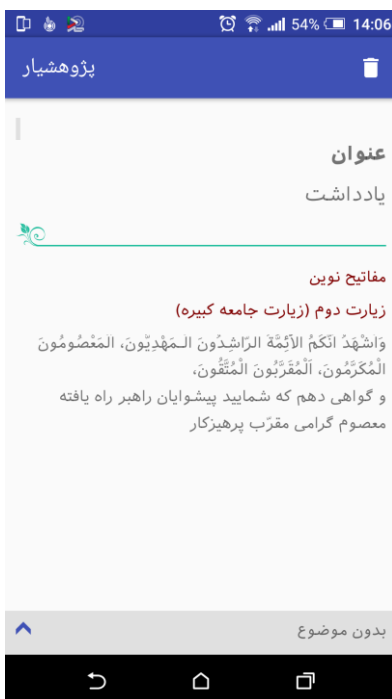 54% 14:06
پژوهشیار
عنوان
یادداشت
مفاتیح نوین
زیارت دوم (زیارت جامعه کبیره)
وَاَشْهَدُ اَنَّکُمُ الْاَئِمَّةُ الرّاشِدُونَ الـمَهْدِیّونَ، المَعْصُومُونَ
الْمُکَرَّمُونَ، اَلْمُقَرَّبُونَ الْمُتَّقُونَ،
و گواهی دهم که شمایید پیشوایان راهبر راه یافته
معصوم گرامی مقرّب پرهیزکار
بدون موضوع